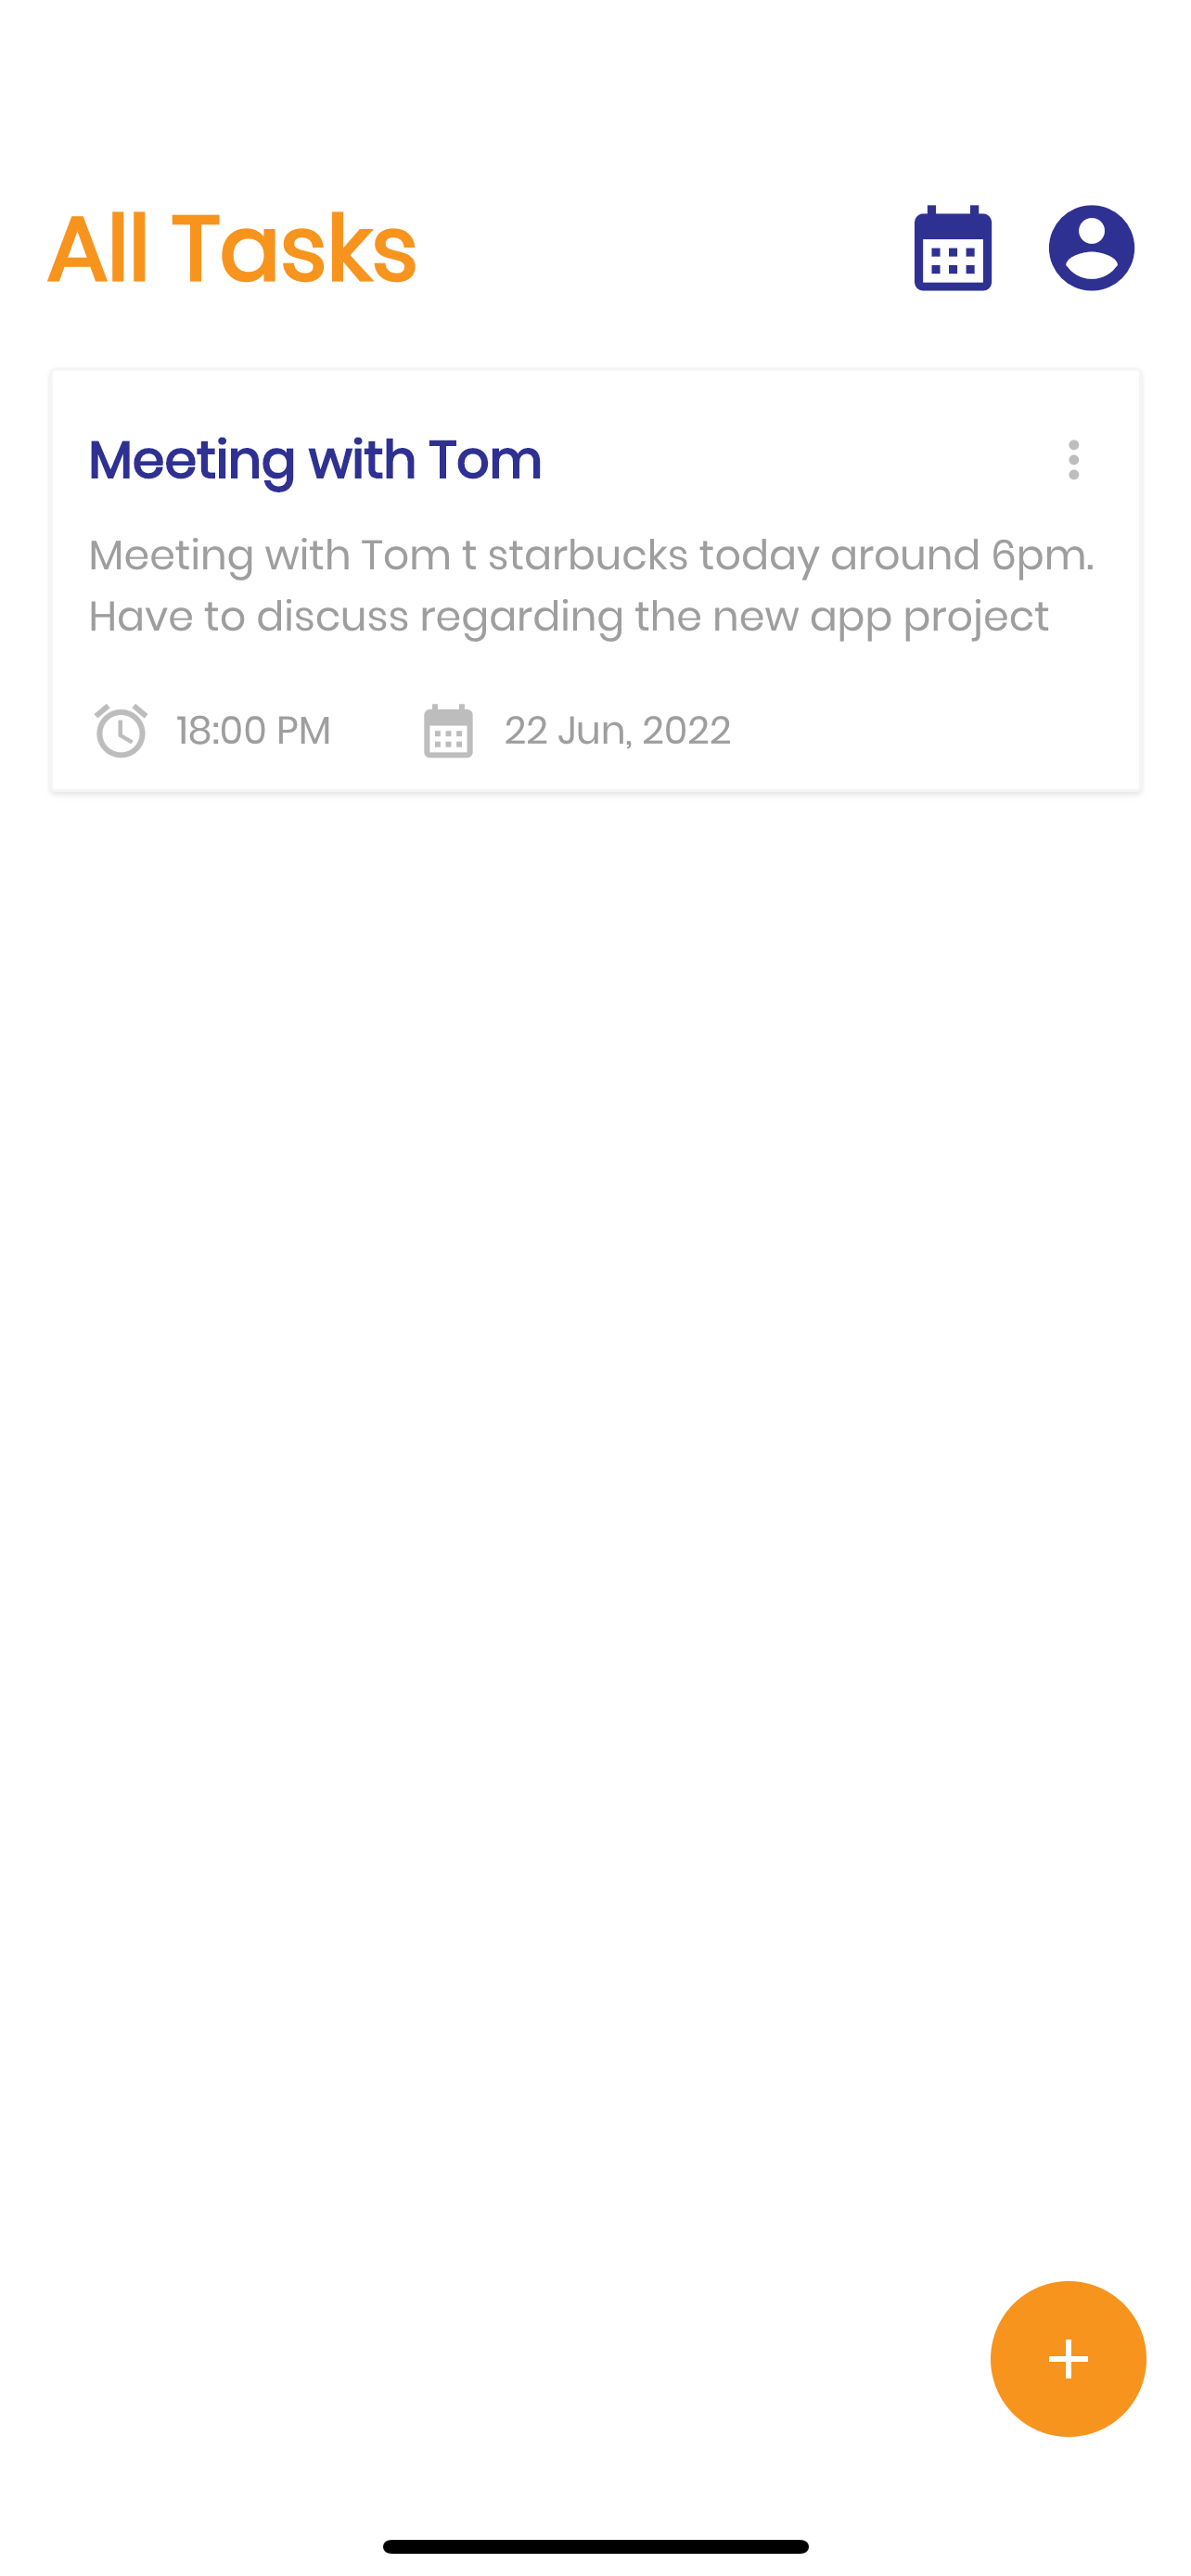 All Tasks
Meeting with Tom
Meeting with Tom t starbucks today around 6pm.
Have to discuss regarding the new app project
18:00 PM
22 Jun, 2022